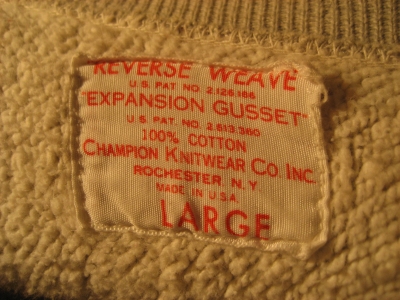 REVERSE WEAVE
U.S. PAT. NO. 2.126.186
"EXPANSION GUSSET"
U.S. PAT. NO. 2.613.360
100% COTTON
CHAMPION KNITWEAR CO. INC.
ROCHESTER, N.Y.
MADE IN U.S.A.
LARGE